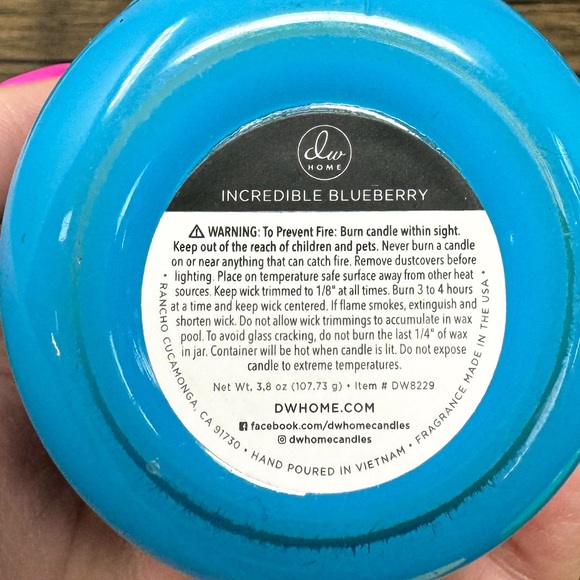 dw
HOME
INCREDIBLE BLUEBERRY
⚠ WARNING: To Prevent Fire: Burn candle within sight.
Keep out of the reach of children and pets. Never burn a candle
on or near anything that can catch fire. Remove dustcovers before
lighting. Place on temperature safe surface away from other heat
sources. Keep wick trimmed to 1/8" at all times. Burn 3 to 4 hours
at a time and keep wick centered. If flame smokes, extinguish and
shorten wick. Do not allow wick trimmings to accumulate in wax
pool. To avoid glass cracking, do not burn the last 1/4" of wax
in jar. Container will be hot when candle is lit. Do not expose
candle to extreme temperatures.
Net Wt. 3.8 oz (107.73 g) • Item # DW8229
DWHOME.COM
facebook.com/dwhomecandles
dwhomecandles
• RANCHO CUCAMONGA, CA 91730 • HAND POURED IN VIETNAM • FRAGRANCE MADE IN THE USA •